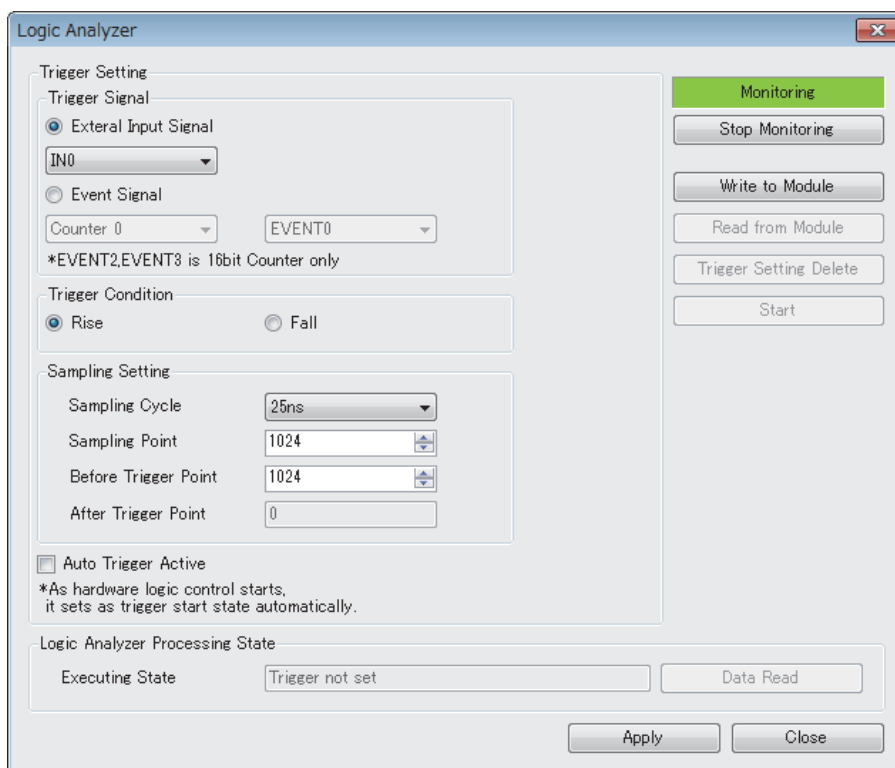 Logic Analyzer
Trigger Setting
Trigger Signal
Exteral Input Signal
IN0
Event Signal
Counter 0 EVENT0
*EVENT2,EVENT3 is 16bit Counter only
Trigger Condition
Rise Fall
Sampling Setting
Sampling Cycle 25ns
Sampling Point 1024
Before Trigger Point 1024
After Trigger Point 0
Auto Trigger Active
*As hardware logic control starts,
it sets as trigger start state automatically.
Monitoring
Stop Monitoring
Write to Module
Read from Module
Trigger Setting Delete
Start
Logic Analyzer Processing State
Executing State Trigger not set Data Read
Apply Close